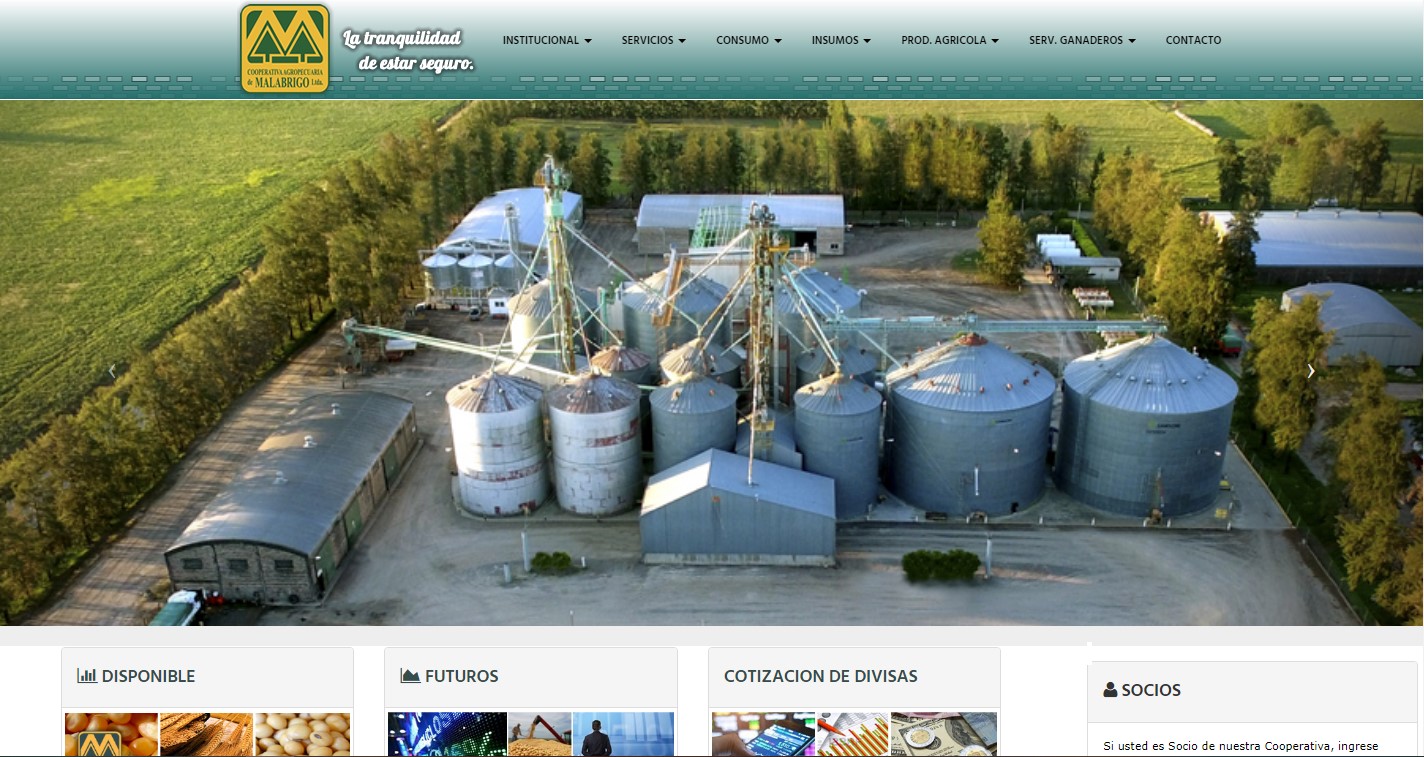 COOPERATIVA AGROPECUARIA
de MALABRIGO Ltda.
La tranquilidad
de estar seguro.
INSTITUCIONAL
SERVICIOS
CONSUMO
INSUMOS
PROD. AGRICOLA
SERV. GANADEROS
CONTACTO
DISPONIBLE
FUTUROS
COTIZACION DE DIVISAS
SOCIOS
Si usted es Socio de nuestra Cooperativa, ingrese